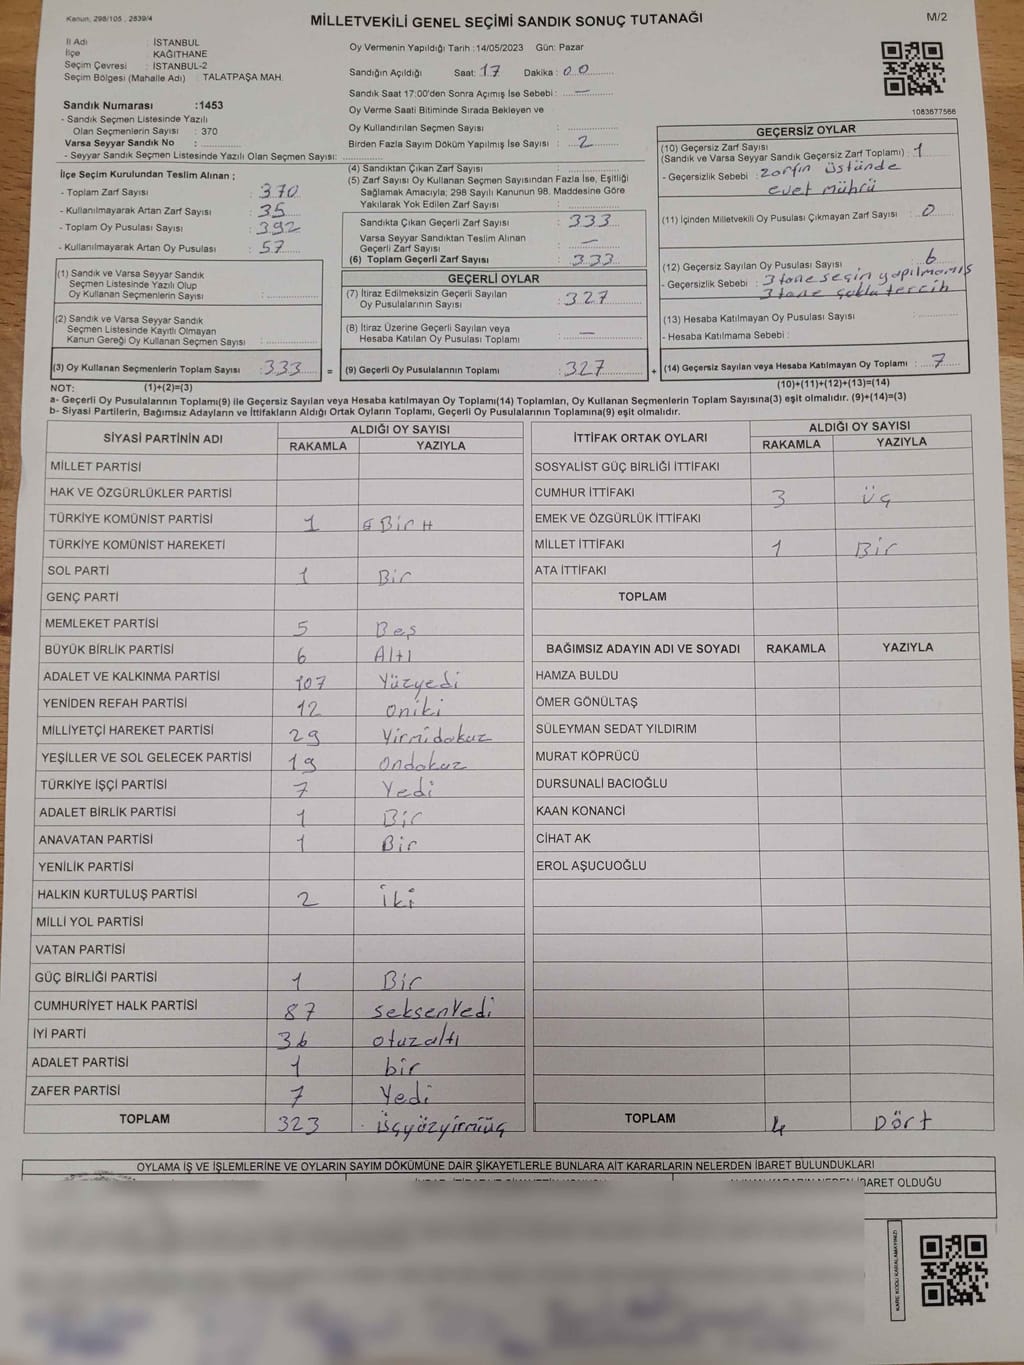 Kanun, 298/105 , 2839/4
MİLLETVEKİLİ GENEL SEÇİMİ SANDIK SONUÇ TUTANAĞI
M/2
İl Adı : İSTANBUL
İlçe : KAĞITHANE
Seçim Çevresi : İSTANBUL-2
Seçim Bölgesi (Mahalle Adı) : TALATPAŞA MAH.
Sandık Numarası :1453
- Sandık Seçmen Listesinde Yazılı
Olan Seçmenlerin Sayısı : 370
Varsa Seyyar Sandık No :
- Seyyar Sandık Seçmen Listesinde Yazılı Olan Seçmen Sayısı:
İlçe Seçim Kurulundan Teslim Alınan ;
- Toplam Zarf Sayısı : 370
- Kullanılmayarak Artan Zarf Sayısı : 35
- Toplam Oy Pusulası Sayısı : 392
- Kullanılmayarak Artan Oy Pusulası : 57
(1) Sandık ve Varsa Seyyar Sandık
Seçmen Listesinde Yazılı Olup
Oy Kullanan Seçmenlerin Sayısı :
(2) Sandık ve Varsa Seyyar Sandık
Seçmen Listesinde Kayıtlı Olmayan
Kanun Gereği Oy Kullanan Seçmen Sayısı :
(3) Oy Kullanan Seçmenlerin Toplam Sayısı : 333 =
Oy Vermenin Yapıldığı Tarih : 14/05/2023 Gün: Pazar
Sandığın Açıldığı Saat: 17 Dakika : 00
Sandık Saat 17:00'den Sonra Açımış İse Sebebi : —
Oy Verme Saati Bitiminde Sırada Bekleyen ve
Oy Kullandırılan Seçmen Sayısı :
Birden Fazla Sayım Döküm Yapılmış İse Sayısı : 2
(4) Sandıktan Çıkan Zarf Sayısı :
(5) Zarf Sayısı Oy Kullanan Seçmen Sayısından Fazla İse, Eşitliği
Sağlamak Amacıyla; 298 Sayılı Kanunun 98. Maddesine Göre
Yakılarak Yok Edilen Zarf Sayısı :
Sandıkta Çıkan Geçerli Zarf Sayısı : 333
Varsa Seyyar Sandıktan Teslim Alınan
Geçerli Zarf Sayısı : —
(6) Toplam Geçerli Zarf Sayısı : 333
GEÇERLİ OYLAR
(7) İtiraz Edilmeksizin Geçerli Sayılan
Oy Pusulalarının Sayısı : 327
(8) İtiraz Üzerine Geçerli Sayılan veya
Hesaba Katılan Oy Pusulası Toplamı : —
(9) Geçerli Oy Pusulalarının Toplamı : 327 +
1083677566
GEÇERSİZ OYLAR
(10) Geçersiz Zarf Sayısı
(Sandık ve Varsa Seyyar Sandık Geçersiz Zarf Toplamı) : 1
- Geçersizlik Sebebi : zarfın üstünde
evet mührü
(11) İçinden Milletvekili Oy Pusulası Çıkmayan Zarf Sayısı : 0
(12) Geçersiz Sayılan Oy Pusulası Sayısı : 6
- Geçersizlik Sebebi : 3 tane seçim yapılmamış
3 tane çoklu tercih
(13) Hesaba Katılmayan Oy Pusulası Sayısı :
- Hesaba Katılmama Sebebi :
(14) Geçersiz Sayılan veya Hesaba Katılmayan Oy Toplamı : 7
NOT: (1)+(2)=(3) (10)+(11)+(12)+(13)=(14)
a- Geçerli Oy Pusulalarının Toplamı(9) ile Geçersiz Sayılan veya Hesaba katılmayan Oy Toplamı(14) Toplamları, Oy Kullanan Seçmenlerin Toplam Sayısına(3) eşit olmalıdır. (9)+(14)=(3)
b- Siyasi Partilerin, Bağımsız Adayların ve İttifakların Aldığı Ortak Oyların Toplamı, Geçerli Oy Pusulalarının Toplamına(9) eşit olmalıdır.
SİYASİ PARTİNİN ADI ALDIĞI OY SAYISI
RAKAMLA YAZIYLA
MİLLET PARTİSİ
HAK VE ÖZGÜRLÜKLER PARTİSİ
TÜRKİYE KOMÜNİST PARTİSİ 1 Bir
TÜRKİYE KOMÜNİST HAREKETİ
SOL PARTİ 1 Bir
GENÇ PARTİ
MEMLEKET PARTİSİ 5 Beş
BÜYÜK BİRLİK PARTİSİ 6 Altı
ADALET VE KALKINMA PARTİSİ 107 Yüzyedi
YENİDEN REFAH PARTİSİ 12 Oniki
MİLLİYETÇİ HAREKET PARTİSİ 29 Yirmidokuz
YEŞİLLER VE SOL GELECEK PARTİSİ 19 Ondokuz
TÜRKİYE İŞÇİ PARTİSİ 7 Yedi
ADALET BİRLİK PARTİSİ 1 Bir
ANAVATAN PARTİSİ 1 Bir
YENİLİK PARTİSİ
HALKIN KURTULUŞ PARTİSİ 2 İki
MİLLİ YOL PARTİSİ
VATAN PARTİSİ
GÜÇ BİRLİĞİ PARTİSİ 1 Bir
CUMHURİYET HALK PARTİSİ 87 seksenYedi
İYİ PARTİ 36 otuzaltı
ADALET PARTİSİ 1 bir
ZAFER PARTİSİ 7 Yedi
TOPLAM 323 üçyözyirmiüç
İTTİFAK ORTAK OYLARI ALDIĞI OY SAYISI
RAKAMLA YAZIYLA
SOSYALİST GÜÇ BİRLİĞİ İTTİFAKI
CUMHUR İTTİFAKI 3 Üç
EMEK VE ÖZGÜRLÜK İTTİFAKI
MİLLET İTTİFAKI 1 Bir
ATA İTTİFAKI
TOPLAM
BAĞIMSIZ ADAYIN ADI VE SOYADI RAKAMLA YAZIYLA
HAMZA BULDU
ÖMER GÖNÜLTAŞ
SÜLEYMAN SEDAT YILDIRIM
MURAT KÖPRÜCÜ
DURSUNALİ BACIOĞLU
KAAN KONANCİ
CİHAT AK
EROL AŞUCUOĞLU
TOPLAM 4 Dört
OYLAMA İŞ VE İŞLEMLERİNE VE OYLARIN SAYIM DÖKÜMÜNE DAİR ŞİKAYETLERLE BUNLARA AİT KARARLARIN NELERDEN İBARET BULUNDUKLARI
İBARET OLDUĞU
KARE KODU KARALAMAYINIZ!